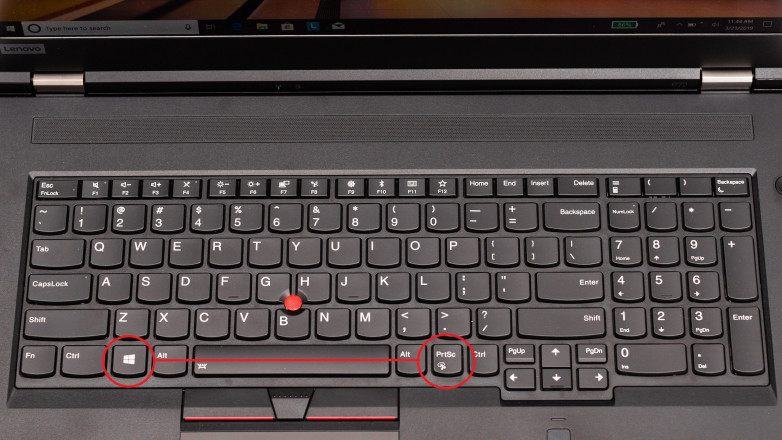 Type here to search
11:44 AM
Lenovo
Esc F1 F2 F3 F4 F5 F6 F7 F8 F9 F10 F11 F12 Home End Insert Delete = ( ) Backspace
FnLock
~ ! @ # $ % ^ & * ( ) — + Backspace NumLock / * -
` 1 2 3 4 5 6 7 8 9 0 - =
Tab Q W E R T Y U I O P { } | 7 8 9 +
[ ] \ Home PgUp
CapsLock A S D F G H J K L : " Enter 4 5 6
; '
Shift Z X C V B N M < > ? Shift 1 2 3 Enter
, . / End PgDn
Fn Ctrl Alt Alt PrtSc Ctrl PgUp PgDn 0 .
Ins Del